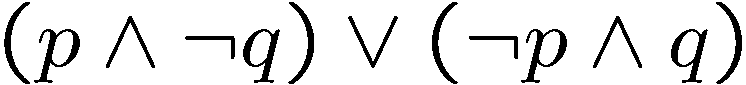 (p ∧ ¬q) ∨ (¬p ∧ q)